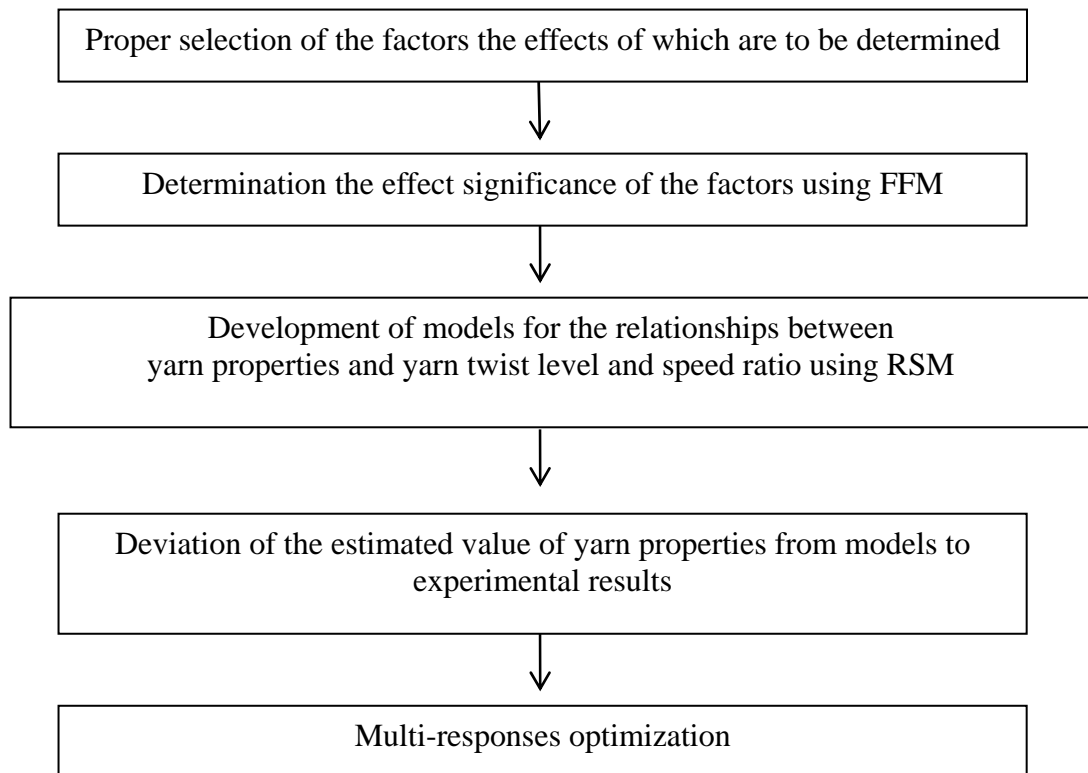 Proper selection of the factors the effects of which are to be determined
Determination the effect significance of the factors using FFM
Development of models for the relationships between
yarn properties and yarn twist level and speed ratio using RSM
Deviation of the estimated value of yarn properties from models to
experimental results
Multi-responses optimization